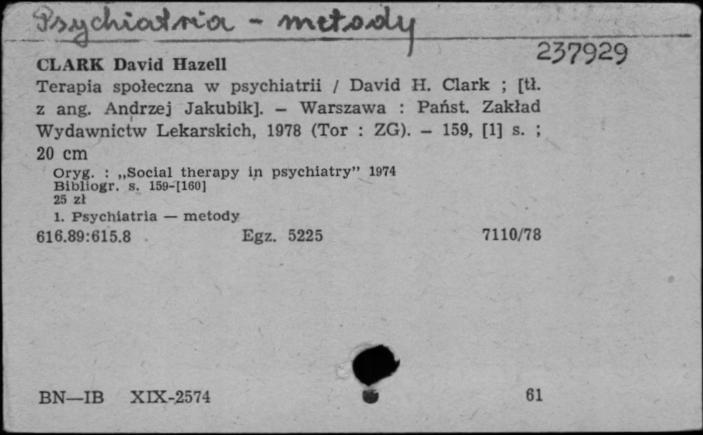 Psychiatria - metody
237929
CLARK David Hazell
Terapia społeczna w psychiatrii / David H. Clark ; [tł.
z ang. Andrzej Jakubik]. — Warszawa : Państ. Zakład
Wydawnictw Lekarskich, 1978 (Tor : ZG). — 159, [1] s. ;
20 cm
Oryg. : „Social therapy in psychiatry” 1974
Bibliogr. s. 159-[160]
25 zł
1. Psychiatria — metody
616.89:615.8 Egz. 5225 7110/78
BN—IB XIX-2574 61